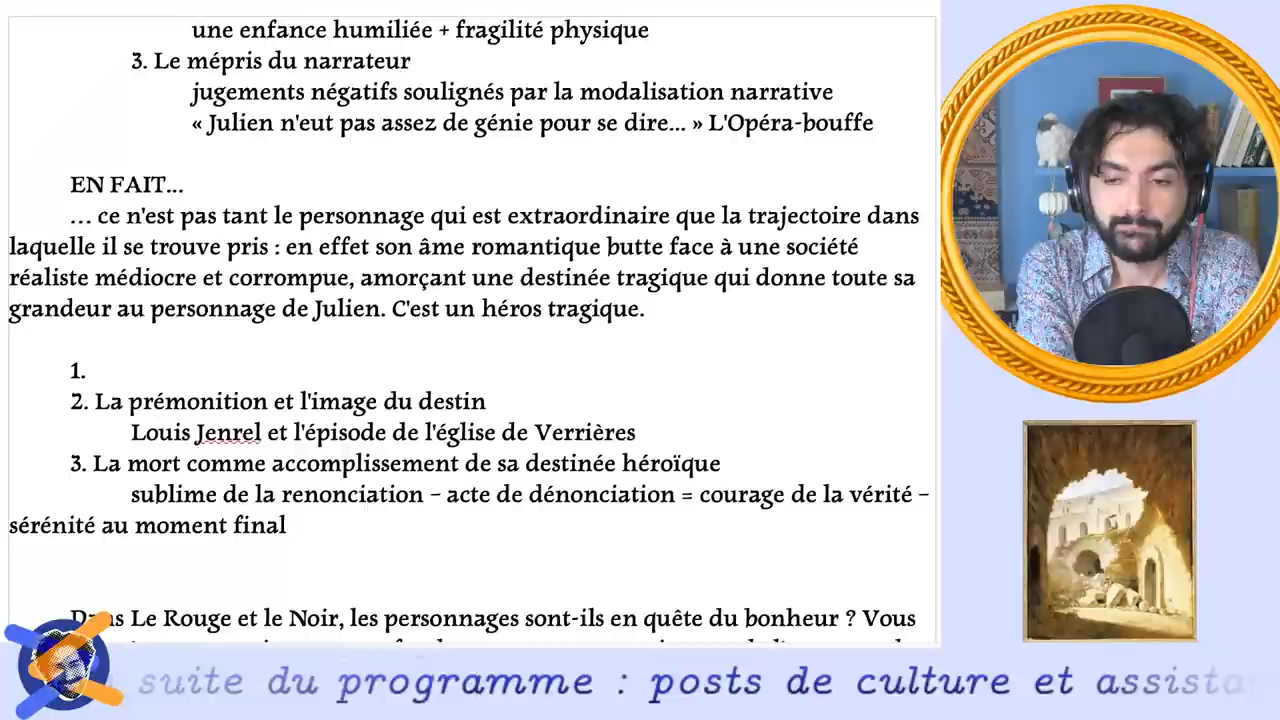 une enfance humiliée + fragilité physique
3. Le mépris du narrateur
jugements négatifs soulignés par la modalisation narrative
« Julien n'eut pas assez de génie pour se dire... » L'Opéra-bouffe
EN FAIT...
... ce n'est pas tant le personnage qui est extraordinaire que la trajectoire dans
laquelle il se trouve pris : en effet son âme romantique butte face à une société
réaliste médiocre et corrompue, amorçant une destinée tragique qui donne toute sa
grandeur au personnage de Julien. C'est un héros tragique.
1.
2. La prémonition et l'image du destin
Louis Jenrel et l'épisode de l'église de Verrières
3. La mort comme accomplissement de sa destinée héroïque
sublime de la renonciation – acte de dénonciation = courage de la vérité –
sérénité au moment final
Dans Le Rouge et le Noir, les personnages sont-ils en quête du bonheur ? Vous
suite du programme : posts de culture et assista